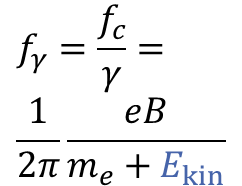 f_γ = f_c/γ =
1/2π eB/(m_e + E_kin)